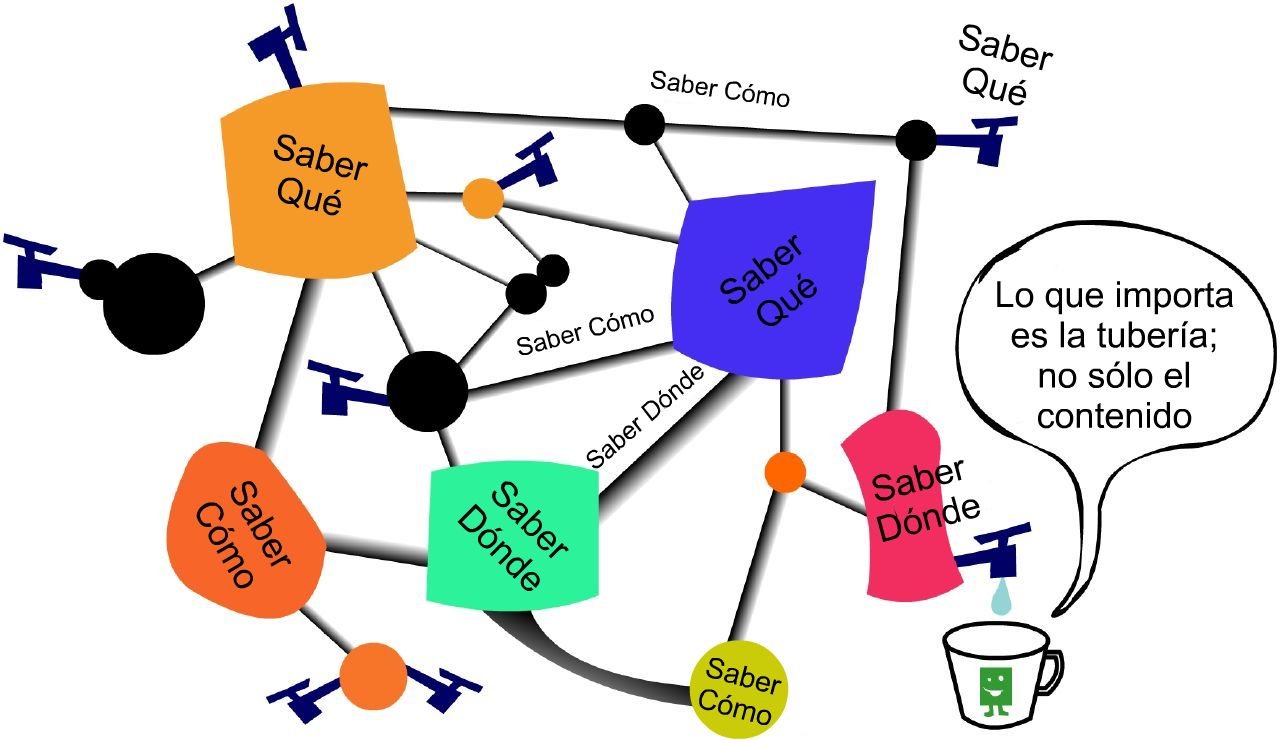 Saber Cómo
Saber
Qué
Saber
Qué
Saber
Qué
Saber Cómo
Saber Dónde
Lo que importa
es la tubería;
no sólo el
contenido
Saber
Cómo
Saber
Dónde
Saber
Dónde
Saber
Cómo